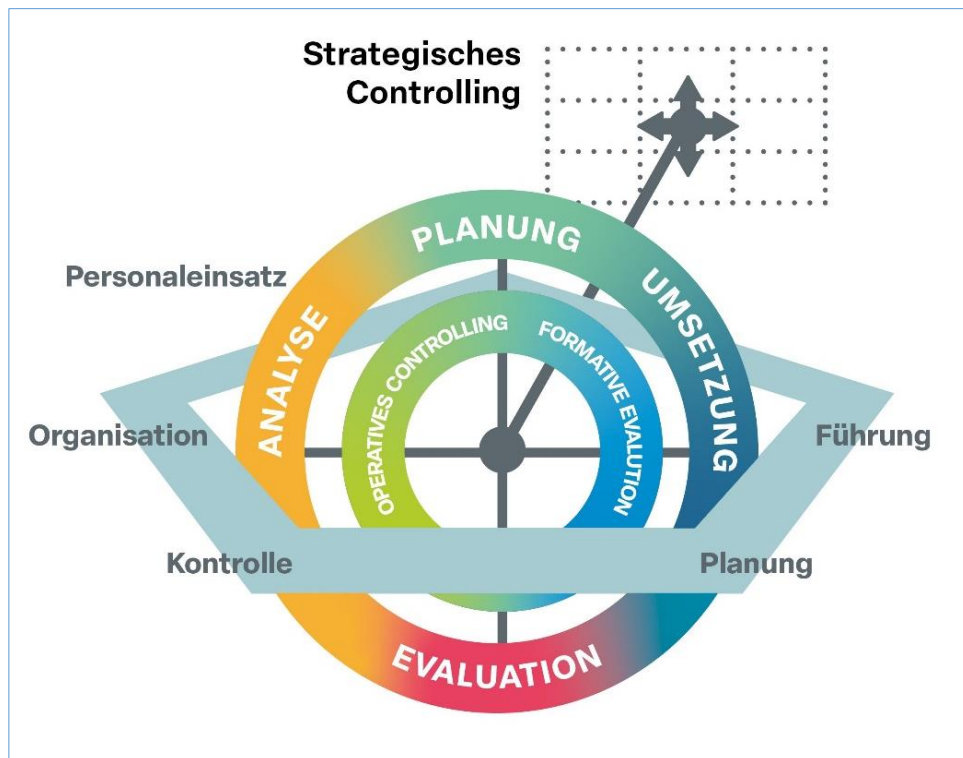 Strategisches
Controlling
PLANUNG
Personaleinsatz
UMSETZUNG
ANALYSE
OPERATIVES CONTROLLING
FORMATIVE EVALUTION
Organisation
Führung
Kontrolle
Planung
EVALUATION